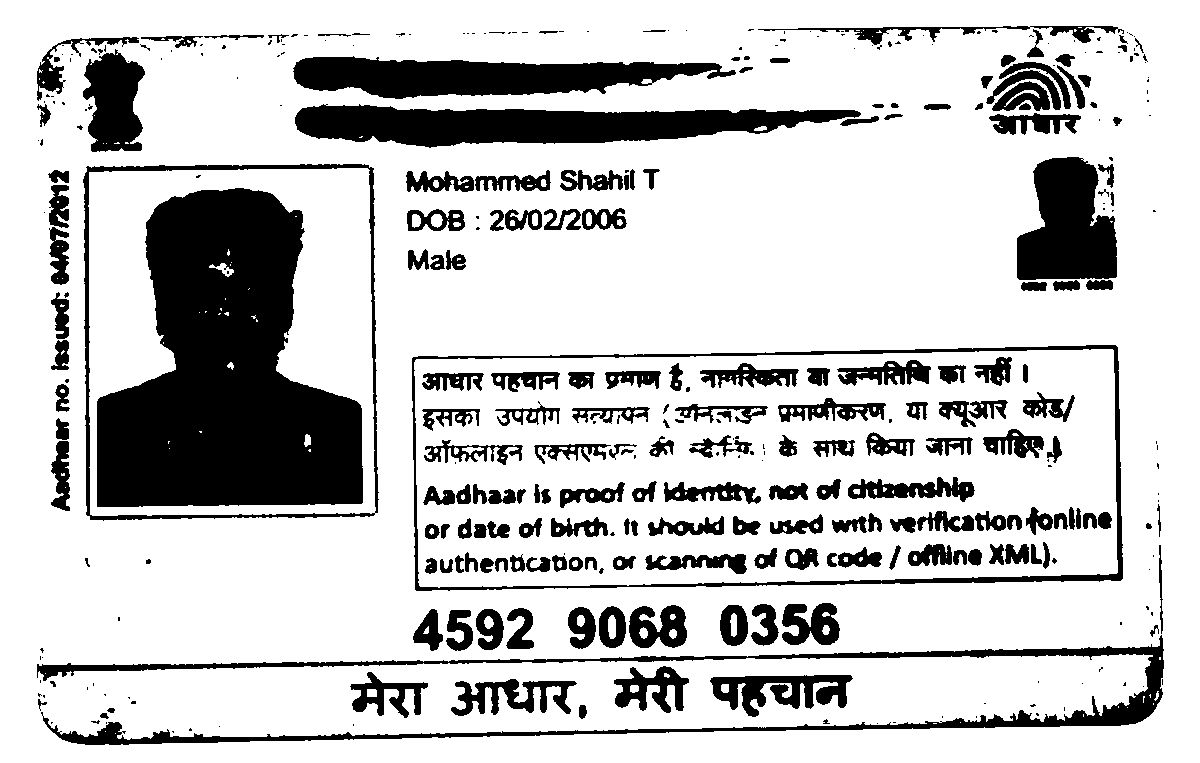 आधार
Mohammed Shahil T
DOB : 26/02/2006
Male
Aadhaar no. issued: 04/07/2012
आधार पहचान का प्रमाण है, नागरिकता या जन्मतिथि का नहीं ।
इसका उपयोग सत्यापन (ऑनलाइन प्रमाणीकरण, या क्यूआर कोड/
ऑफ़लाइन एक्सएमएल की के साथ किया जाना चाहिए ।
Aadhaar is proof of identity, not of citizenship
or date of birth. It should be used with verification (online
authentication, or scanning of QR code / offline XML).
4592 9068 0356
मेरा आधार, मेरी पहचान